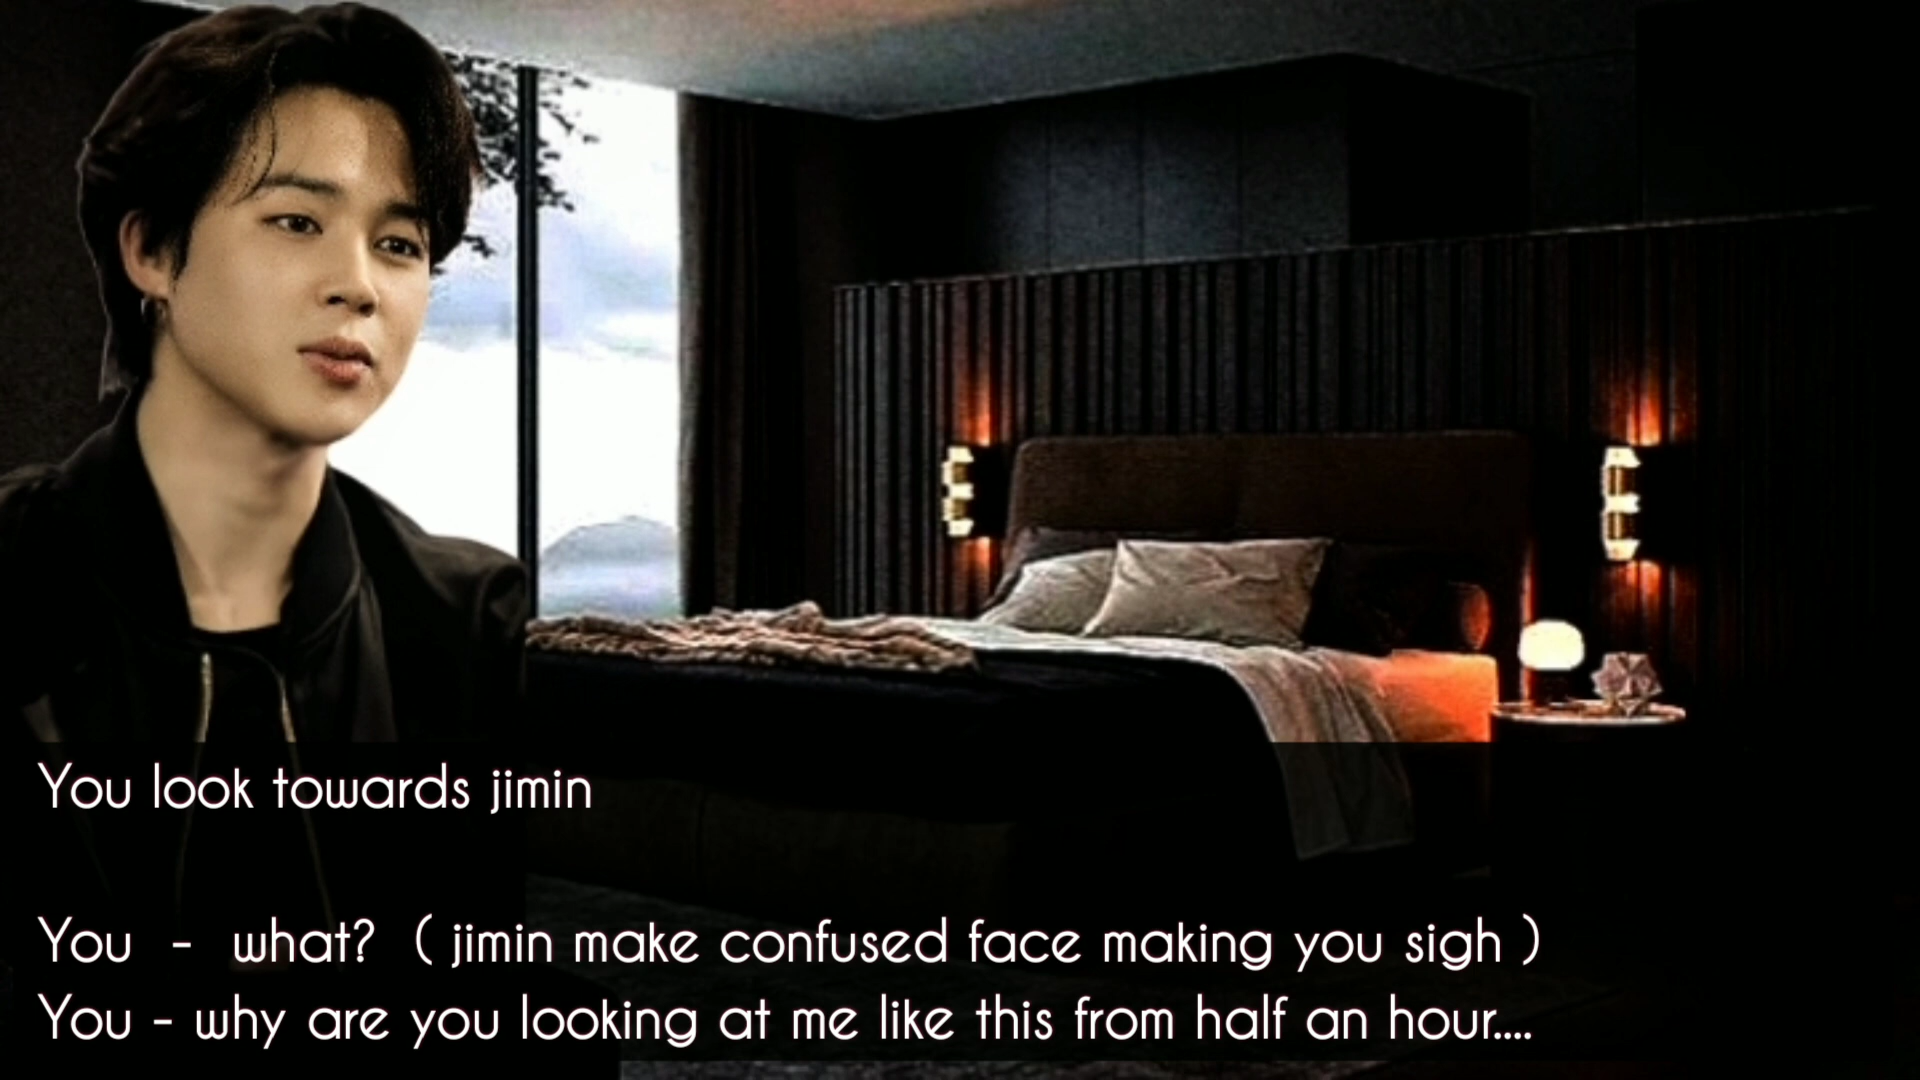 You look towards jimin
You - what? ( jimin make confused face making you sigh )
You - why are you looking at me like this from half an hour....